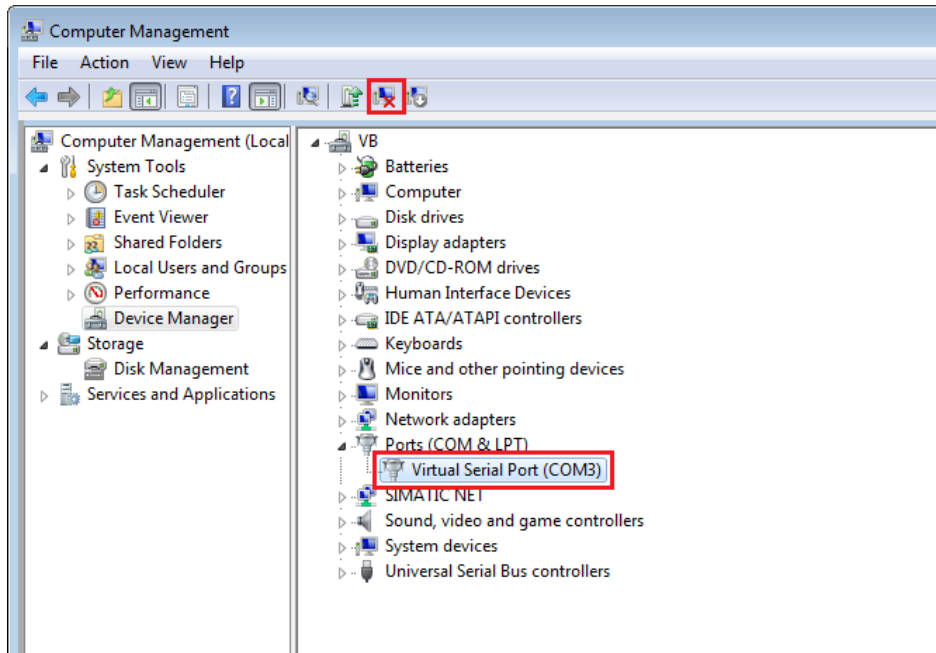 Computer Management
File Action View Help
Computer Management (Local
System Tools
Task Scheduler
Event Viewer
Shared Folders
Local Users and Groups
Performance
Device Manager
Storage
Disk Management
Services and Applications
VB
Batteries
Computer
Disk drives
Display adapters
DVD/CD-ROM drives
Human Interface Devices
IDE ATA/ATAPI controllers
Keyboards
Mice and other pointing devices
Monitors
Network adapters
Ports (COM & LPT)
Virtual Serial Port (COM3)
SIMATIC NET
Sound, video and game controllers
System devices
Universal Serial Bus controllers